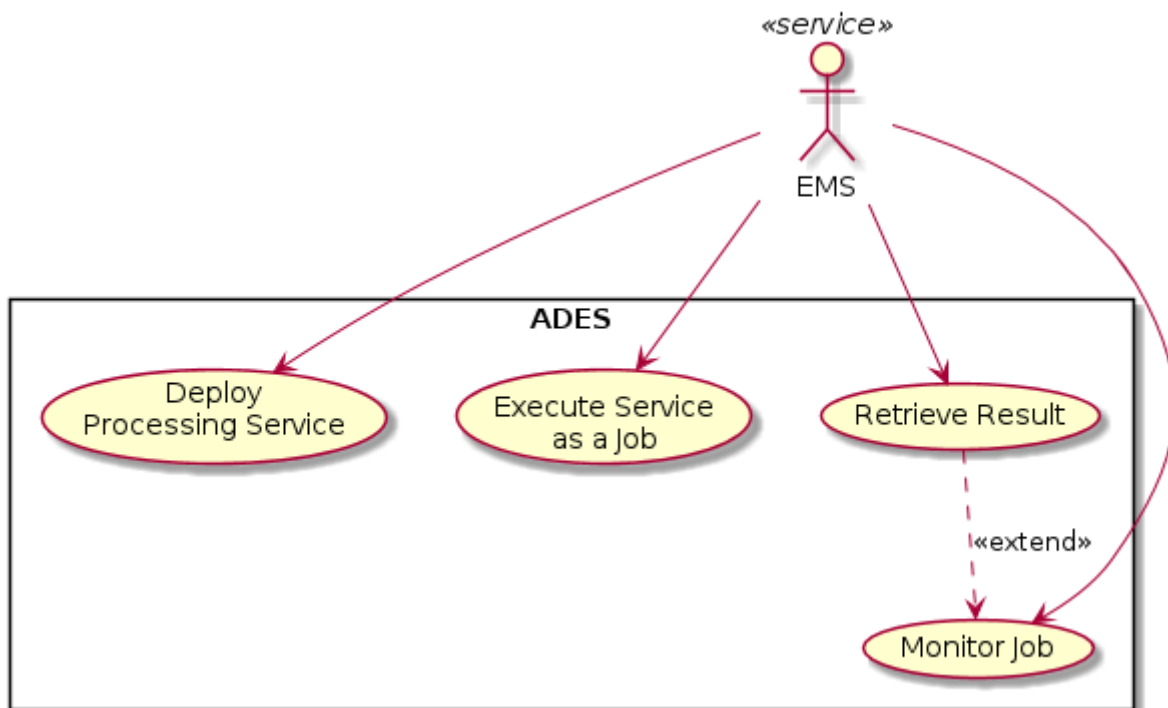 «service»
EMS
ADES
Deploy
Processing Service
Execute Service
as a Job
Retrieve Result
«extend»
Monitor Job